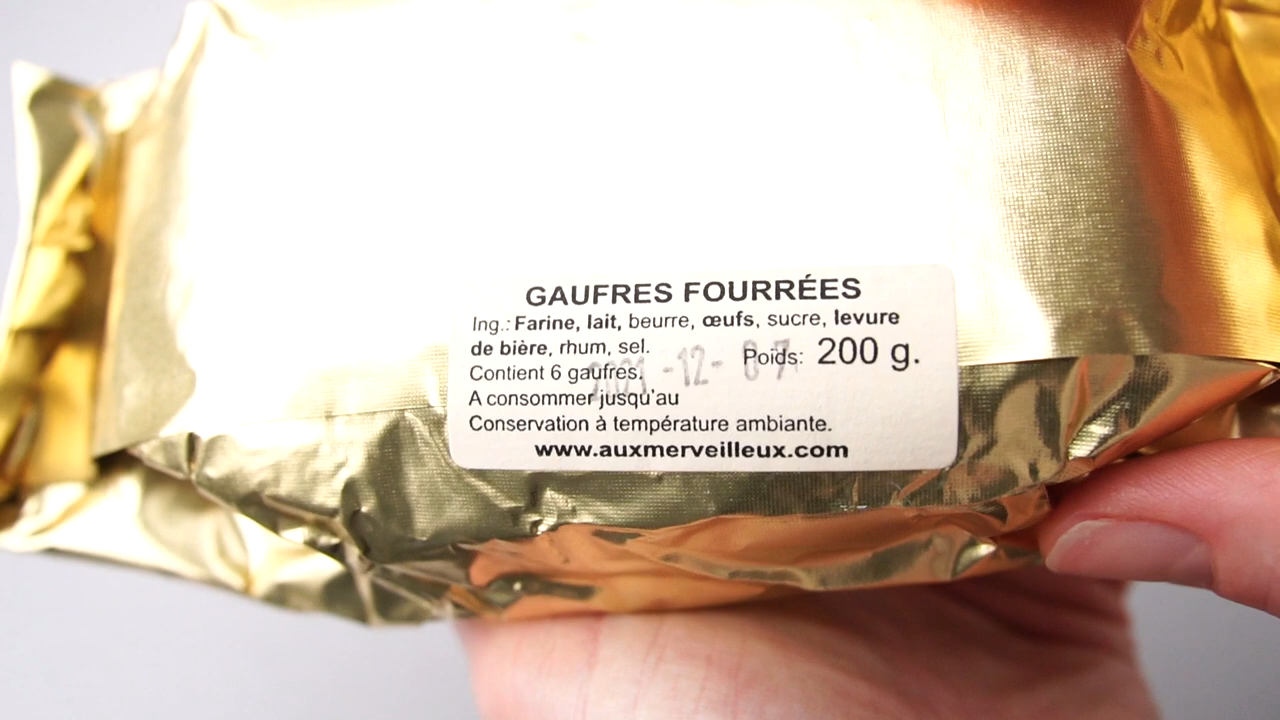 GAUFRES FOURRÉES
Ing.: Farine, lait, beurre, œufs, sucre, levure
de bière, rhum, sel.
Poids: 200 g.
Contient 6 gaufres.
A consommer jusqu'au
Conservation à température ambiante.
www.auxmerveilleux.com